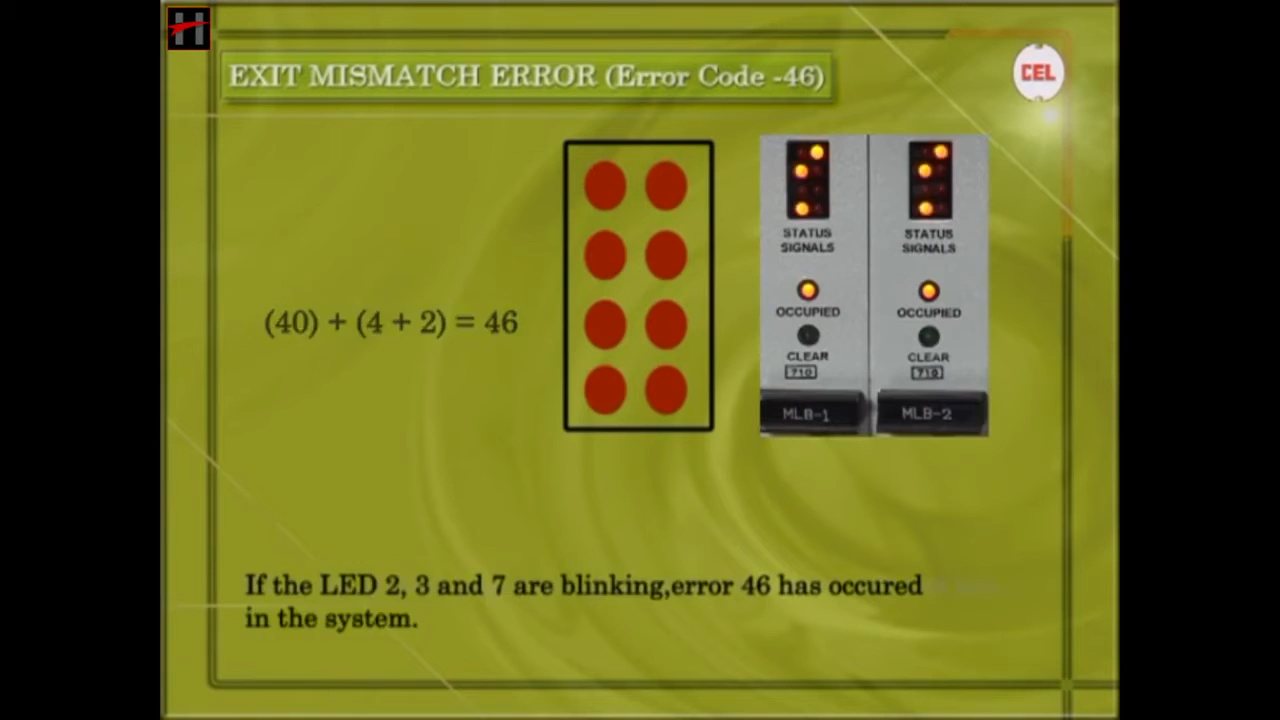 H
EXIT MISMATCH ERROR (Error Code -46)
CEL
(40) + (4 + 2) = 46
STATUS
SIGNALS
OCCUPIED
CLEAR
710
MLB-1
STATUS
SIGNALS
OCCUPIED
CLEAR
710
MLB-2
If the LED 2, 3 and 7 are blinking,error 46 has occured
in the system.